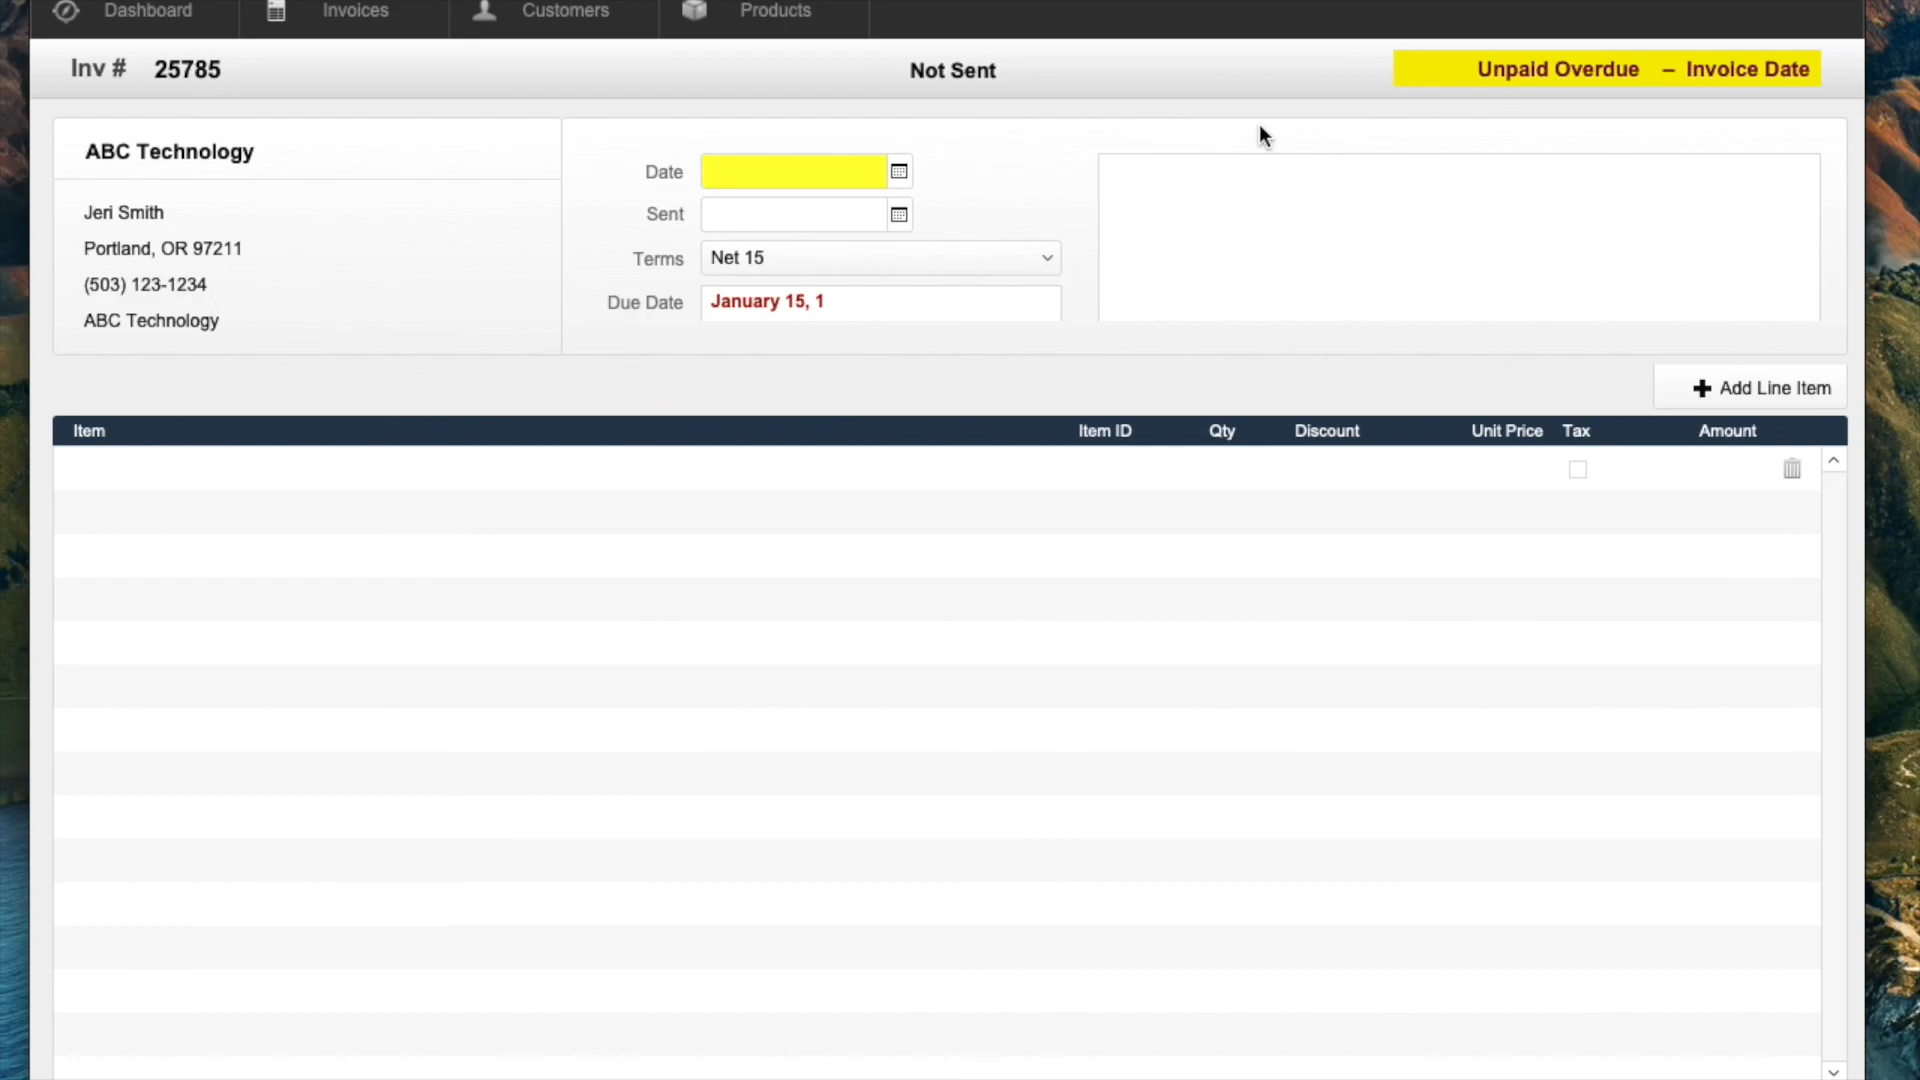 Dashboard Invoices Customers Products
Inv # 25785 Not Sent Unpaid Overdue – Invoice Date
ABC Technology
Jeri Smith
Portland, OR 97211
(503) 123-1234
ABC Technology
Date
Sent
Terms Net 15
Due Date January 15, 1
Add Line Item
Item Item ID Qty Discount Unit Price Tax Amount